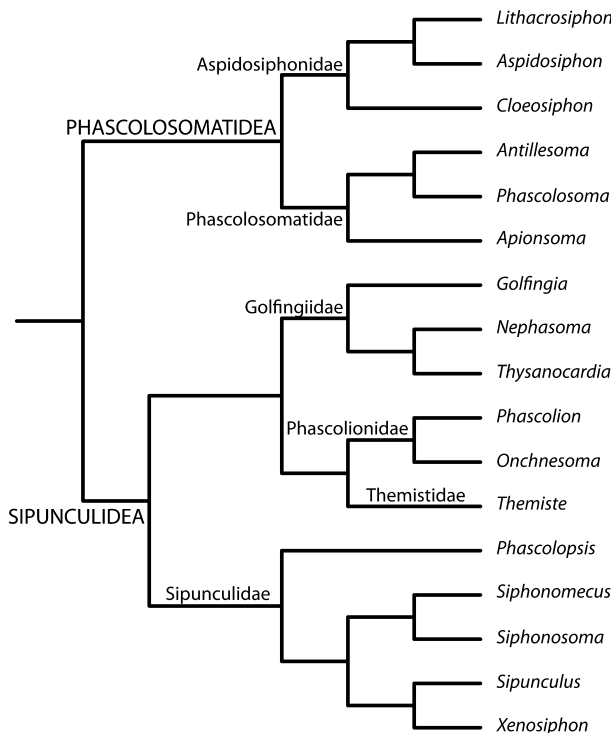 Lithacrosiphon
Aspidosiphonidae
Aspidosiphon
Cloeosiphon
PHASCOLOSOMATIDEA
Antillesoma
Phascolosoma
Phascolosomatidae
Apionsoma
Golfingia
Golfingiidae
Nephasoma
Thysanocardia
Phascolion
Phascolionidae
Onchnesoma
Themistidae
Themiste
SIPUNCULIDEA
Phascolopsis
Sipunculidae
Siphonomecus
Siphonosoma
Sipunculus
Xenosiphon